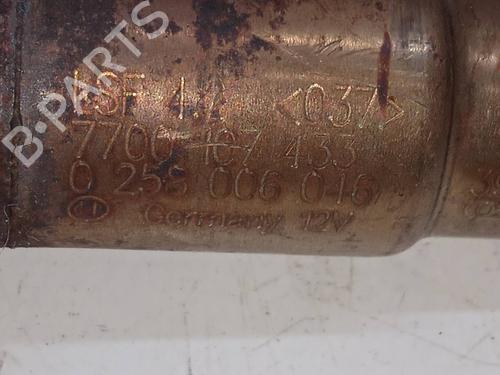 B-PARTS
LSF 4.2 <037>
7700 107 433
0 258 006 016
Germany 12V